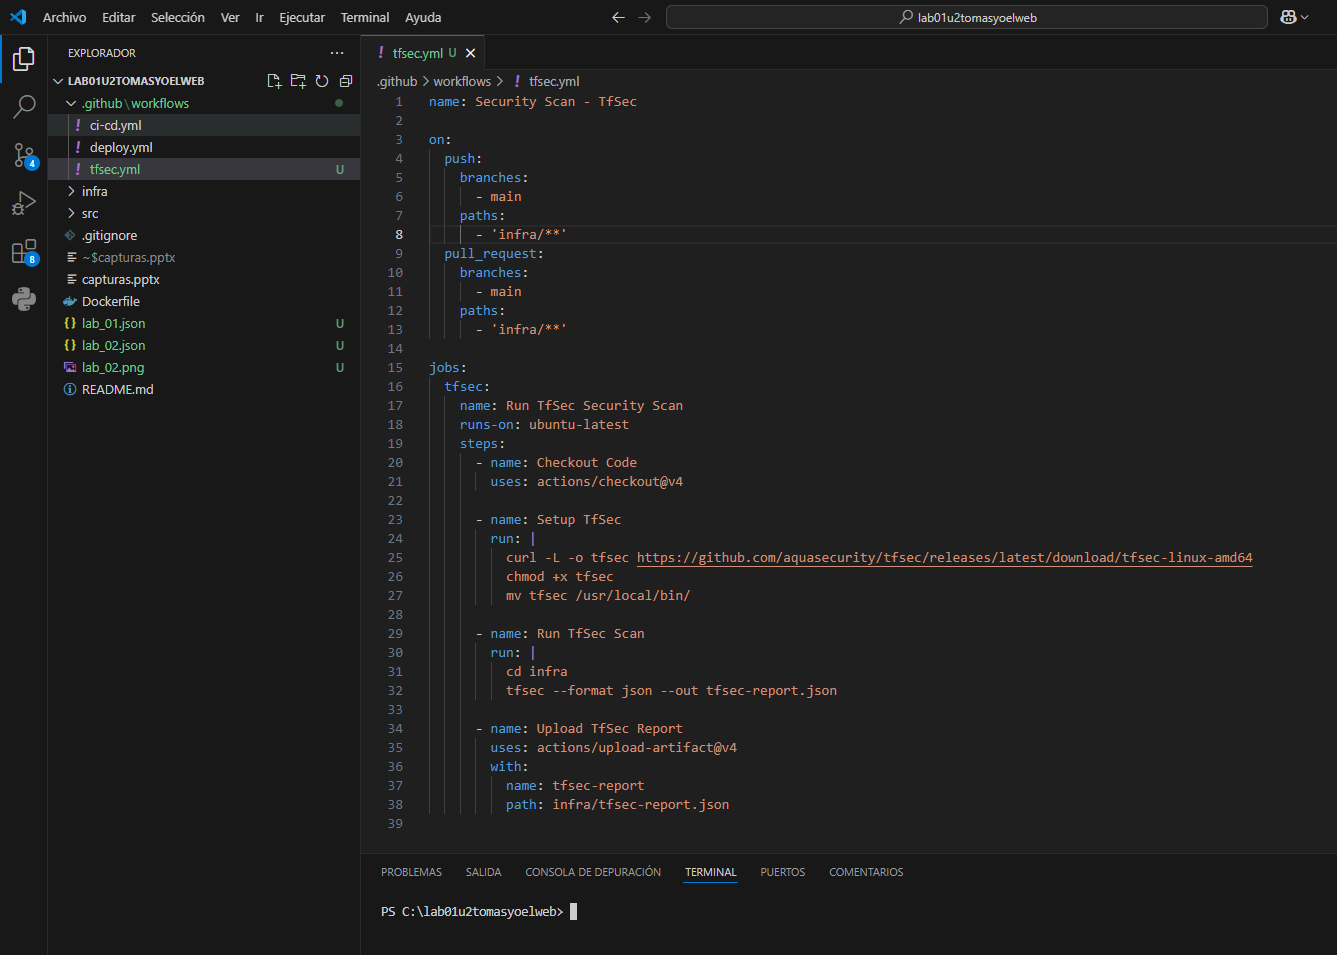 Archivo Editar Selección Ver Ir Ejecutar Terminal Ayuda
lab01u2tomasyoelweb
EXPLORADOR
LAB01U2TOMASYOELWEB
.github\workflows
ci-cd.yml
deploy.yml
tfsec.yml U
infra
src
.gitignore
~$capturas.pptx
capturas.pptx
Dockerfile
lab_01.json U
lab_02.json U
lab_02.png U
README.md
4
8
tfsec.yml U
.github > workflows > tfsec.yml
1 name: Security Scan - TfSec
2
3 on:
4 push:
5 branches:
6 - main
7 paths:
8 - 'infra/**'
9 pull_request:
10 branches:
11 - main
12 paths:
13 - 'infra/**'
14
15 jobs:
16 tfsec:
17 name: Run TfSec Security Scan
18 runs-on: ubuntu-latest
19 steps:
20 - name: Checkout Code
21 uses: actions/checkout@v4
22
23 - name: Setup TfSec
24 run: |
25 curl -L -o tfsec https://github.com/aquasecurity/tfsec/releases/latest/download/tfsec-linux-amd64
26 chmod +x tfsec
27 mv tfsec /usr/local/bin/
28
29 - name: Run TfSec Scan
30 run: |
31 cd infra
32 tfsec --format json --out tfsec-report.json
33
34 - name: Upload TfSec Report
35 uses: actions/upload-artifact@v4
36 with:
37 name: tfsec-report
38 path: infra/tfsec-report.json
39
PROBLEMAS SALIDA CONSOLA DE DEPURACIÓN TERMINAL PUERTOS COMENTARIOS
PS C:\lab01u2tomasyoelweb>